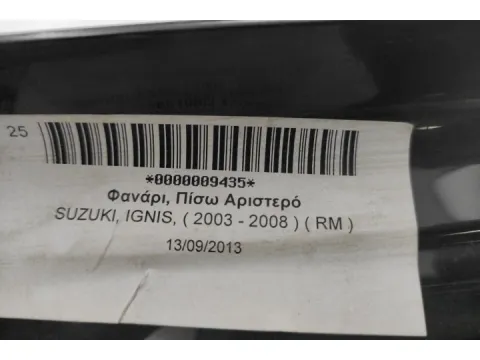 25
*0000009435*
Φανάρι, Πίσω Αριστερό
SUZUKI, IGNIS, ( 2003 - 2008 ) ( RM )
13/09/2013